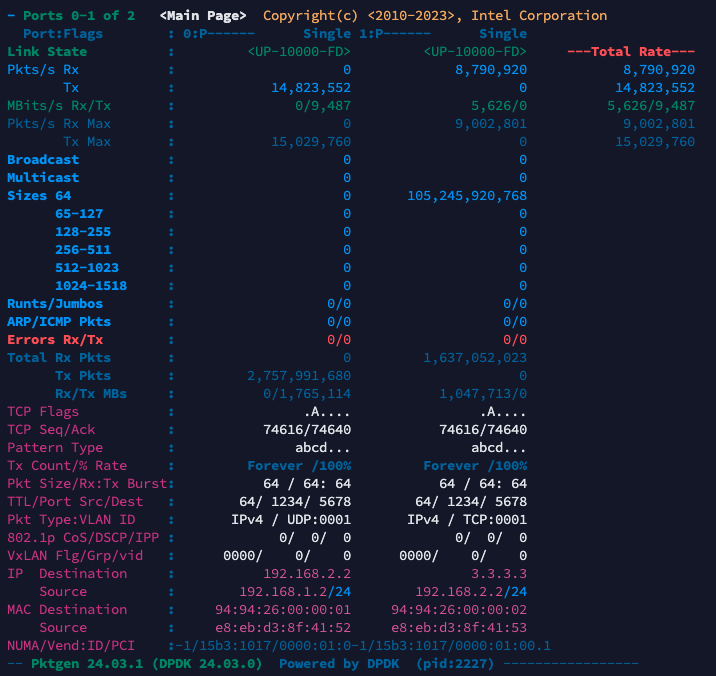 - Ports 0-1 of 2   <Main Page>  Copyright(c) <2010-2023>, Intel Corporation
  Port:Flags        : 0:P------      Single 1:P------      Single
Link State          :         <UP-10000-FD>         <UP-10000-FD>     ---Total Rate---
Pkts/s Rx           :                     0             8,790,920            8,790,920
       Tx           :            14,823,552                     0           14,823,552
MBits/s Rx/Tx       :               0/9,487               5,626/0          5,626/9,487
Pkts/s Rx Max       :                     0             9,002,801            9,002,801
       Tx Max       :            15,029,760                     0           15,029,760
Broadcast           :                     0                     0
Multicast           :                     0                     0
Sizes 64            :                     0       105,245,920,768
      65-127        :                     0                     0
      128-255       :                     0                     0
      256-511       :                     0                     0
      512-1023      :                     0                     0
      1024-1518     :                     0                     0
Runts/Jumbos        :                   0/0                   0/0
ARP/ICMP Pkts       :                   0/0                   0/0
Errors Rx/Tx        :                   0/0                   0/0
Total Rx Pkts       :                     0         1,637,052,023
      Tx Pkts       :         2,757,991,680                     0
      Rx/Tx MBs     :           0/1,765,114           1,047,713/0
TCP Flags           :                .A....                .A....
TCP Seq/Ack         :           74616/74640           74616/74640
Pattern Type        :               abcd...               abcd...
Tx Count/% Rate     :         Forever /100%         Forever /100%
Pkt Size/Rx:Tx Burst:           64 / 64: 64           64 / 64: 64
TTL/Port Src/Dest   :        64/ 1234/ 5678        64/ 1234/ 5678
Pkt Type:VLAN ID    :       IPv4 / UDP:0001       IPv4 / TCP:0001
802.1p CoS/DSCP/IPP :             0/  0/  0             0/  0/  0
VxLAN Flg/Grp/vid   :      0000/    0/    0      0000/    0/    0
IP  Destination     :           192.168.2.2               3.3.3.3
    Source          :        192.168.1.2/24        192.168.2.2/24
MAC Destination     :     94:94:26:00:00:01     94:94:26:00:00:02
    Source          :     e8:eb:d3:8f:41:52     e8:eb:d3:8f:41:53
NUMA/Vend:ID/PCI    :-1/15b3:1017/0000:01:0-1/15b3:1017/0000:01:00.1
-- Pktgen 24.03.1 (DPDK 24.03.0)  Powered by DPDK  (pid:2227) -----------------